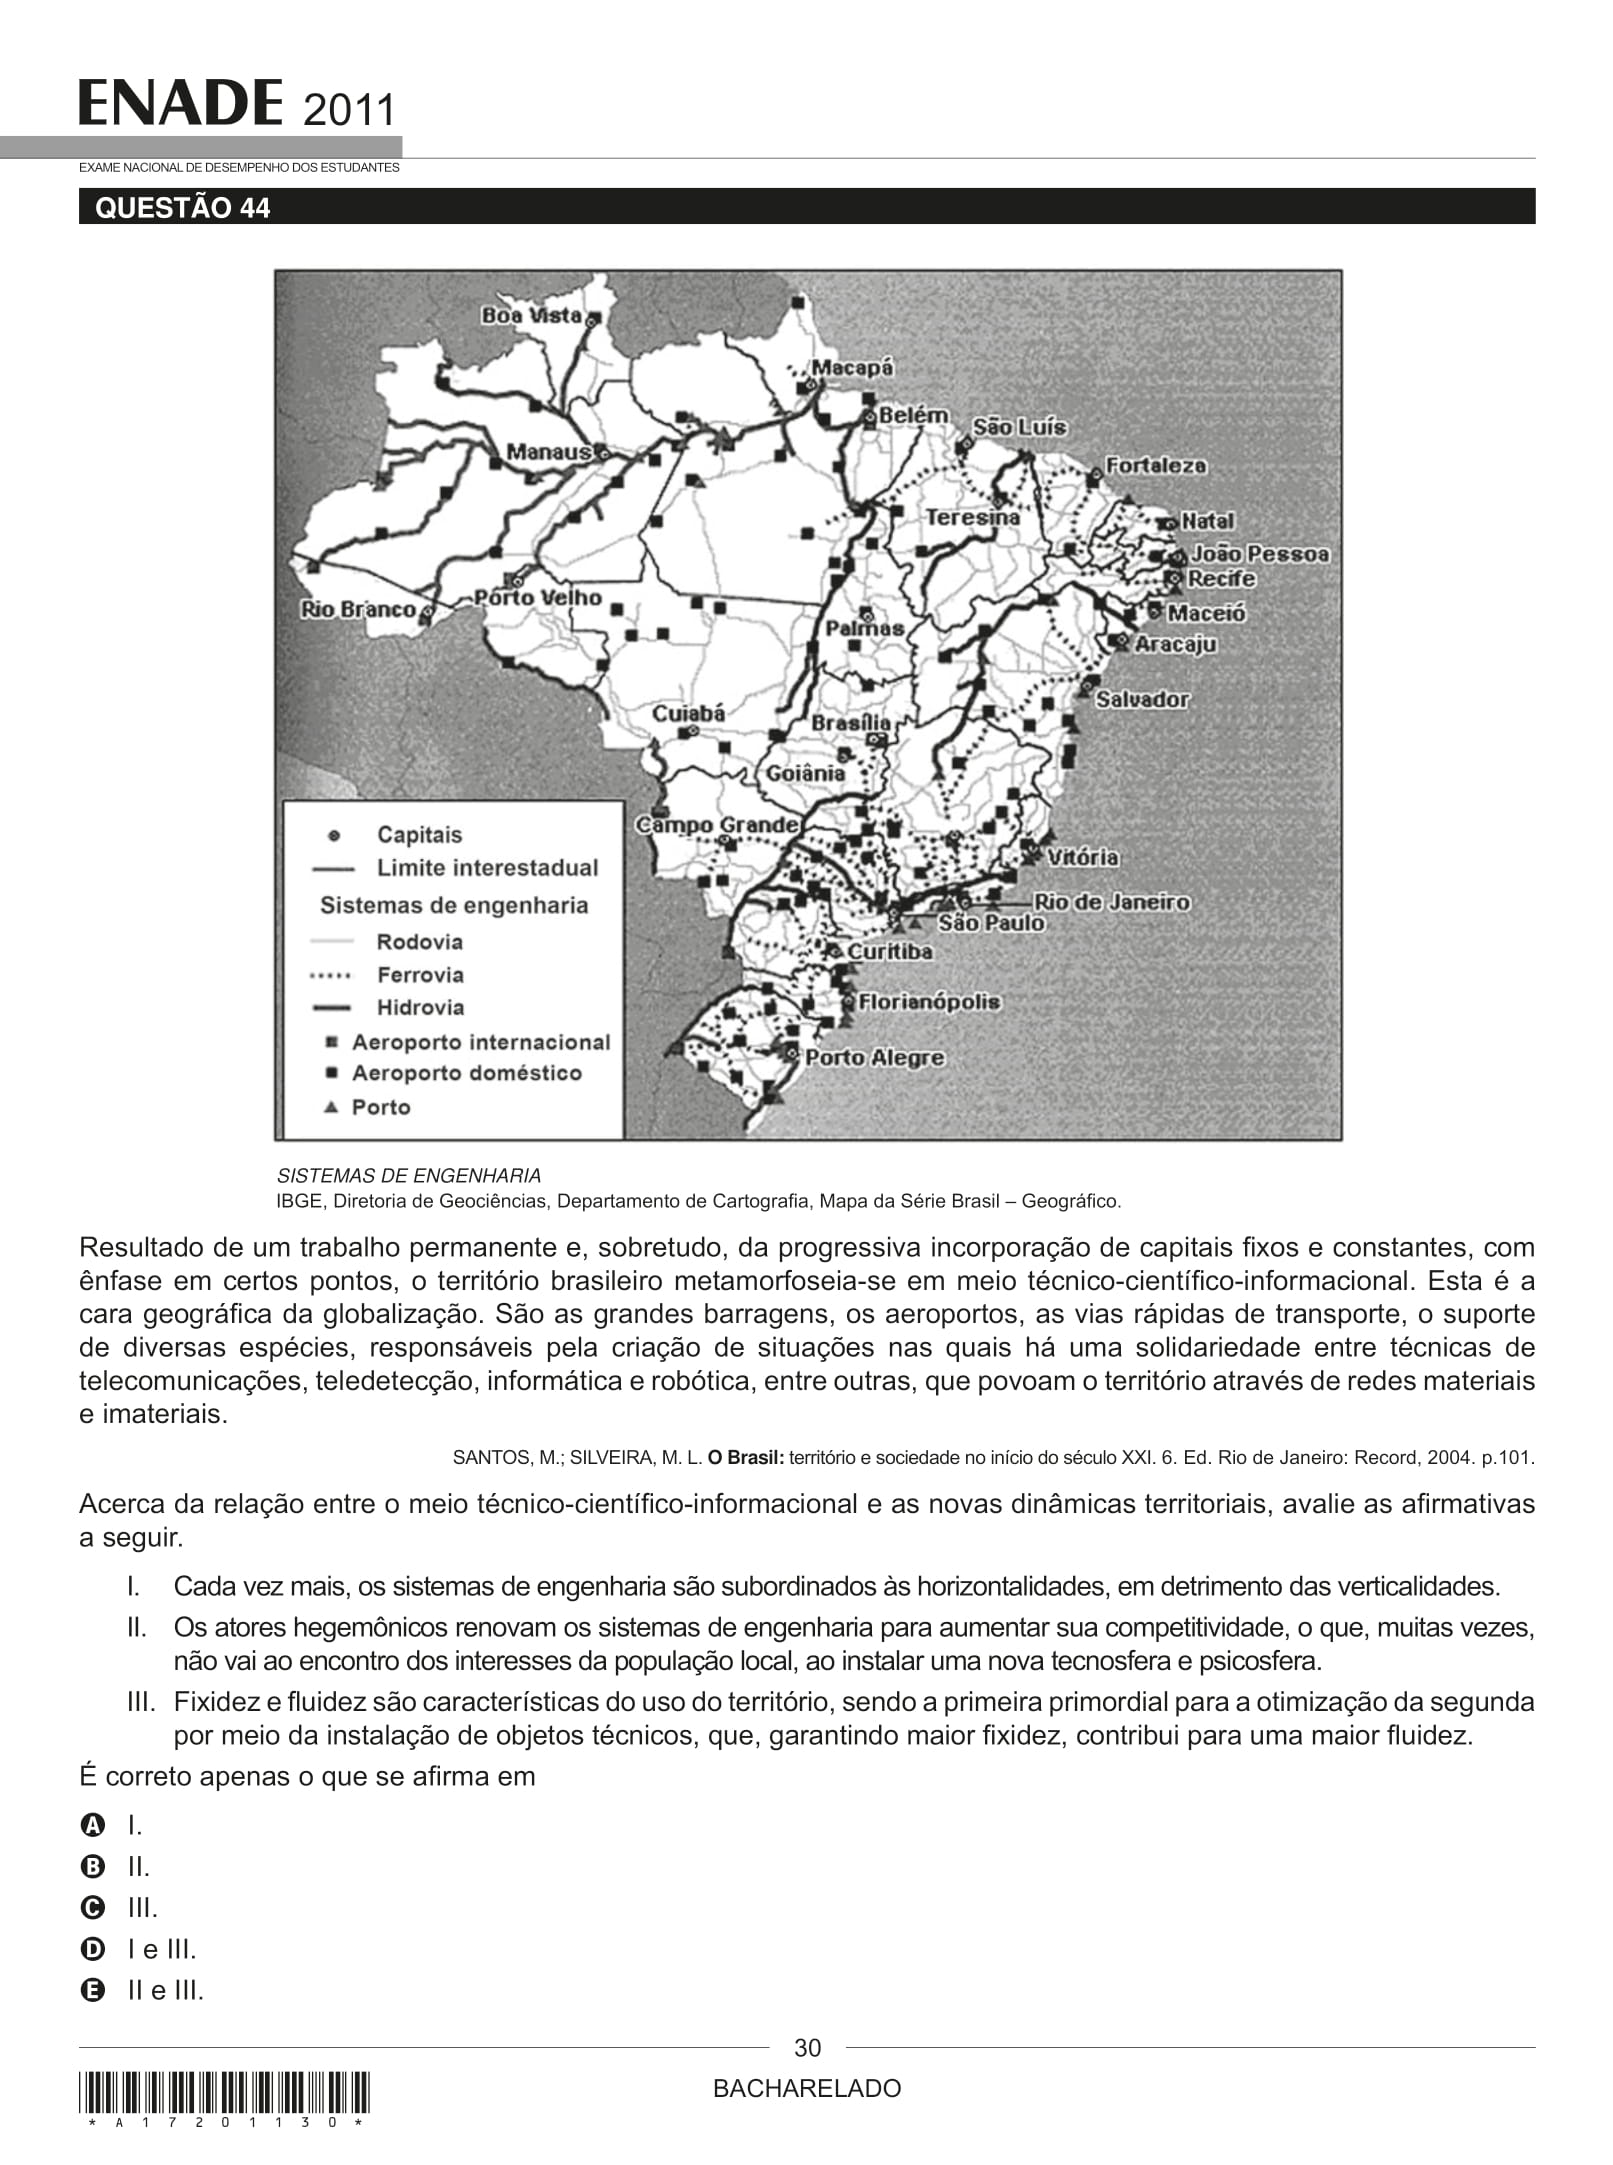 ENADE 2011
EXAME NACIONAL DE DESEMPENHO DOS ESTUDANTES
QUESTÃO 44
Boa Vista
Macapá
Belém
São Luís
Manaus
Fortaleza
Teresina
Natal
João Pessoa
Recife
Porto Velho
Rio Branco
Maceió
Palmas
Aracaju
Salvador
Cuiabá
Brasília
Goiânia
Campo Grande
Vitória
Rio de Janeiro
São Paulo
Curitiba
Florianópolis
Porto Alegre
Capitais
Limite interestadual
Sistemas de engenharia
Rodovia
Ferrovia
Hidrovia
Aeroporto internacional
Aeroporto doméstico
Porto
SISTEMAS DE ENGENHARIA
IBGE, Diretoria de Geociências, Departamento de Cartografia, Mapa da Série Brasil – Geográfico.
Resultado de um trabalho permanente e, sobretudo, da progressiva incorporação de capitais fixos e constantes, com
ênfase em certos pontos, o território brasileiro metamorfoseia-se em meio técnico-científico-informacional. Esta é a
cara geográfica da globalização. São as grandes barragens, os aeroportos, as vias rápidas de transporte, o suporte
de diversas espécies, responsáveis pela criação de situações nas quais há uma solidariedade entre técnicas de
telecomunicações, teledetecção, informática e robótica, entre outras, que povoam o território através de redes materiais
e imateriais.
SANTOS, M.; SILVEIRA, M. L. O Brasil: território e sociedade no início do século XXI. 6. Ed. Rio de Janeiro: Record, 2004. p.101.
Acerca da relação entre o meio técnico-científico-informacional e as novas dinâmicas territoriais, avalie as afirmativas
a seguir.
I. Cada vez mais, os sistemas de engenharia são subordinados às horizontalidades, em detrimento das verticalidades.
II. Os atores hegemônicos renovam os sistemas de engenharia para aumentar sua competitividade, o que, muitas vezes,
não vai ao encontro dos interesses da população local, ao instalar uma nova tecnosfera e psicosfera.
III. Fixidez e fluidez são características do uso do território, sendo a primeira primordial para a otimização da segunda
por meio da instalação de objetos técnicos, que, garantindo maior fixidez, contribui para uma maior fluidez.
É correto apenas o que se afirma em
A I.
B II.
C III.
D I e III.
E II e III.
30
BACHARELADO
* A 1 7 2 0 1 1 3 0 *